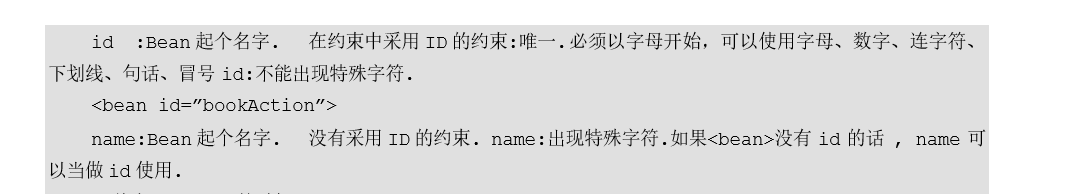 id :Bean 起个名字. 在约束中采用 ID 的约束:唯一.必须以字母开始，可以使用字母、数字、连字符、
下划线、句话、冒号 id:不能出现特殊字符.
<bean id=”bookAction”>
name:Bean 起个名字. 没有采用 ID 的约束. name:出现特殊字符.如果<bean>没有 id 的话 , name 可
以当做 id 使用.